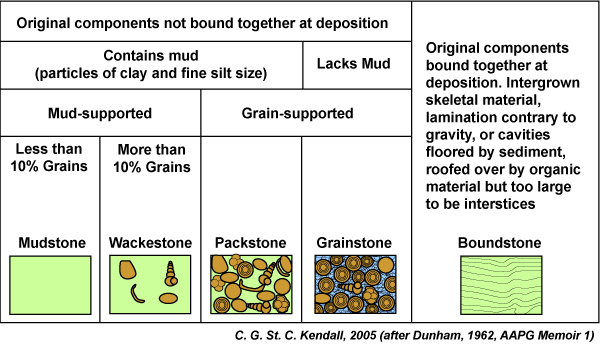 Original components not bound together at deposition
Contains mud
(particles of clay and fine silt size)
Lacks Mud
Mud-supported
Grain-supported
Less than
10% Grains
More than
10% Grains
Mudstone
Wackestone
Packstone
Grainstone
Original components
bound together at
deposition. Intergrown
skeletal material,
lamination contrary to
gravity, or cavities
floored by sediment,
roofed over by organic
material but too large
to be interstices
Boundstone
C. G. St. C. Kendall, 2005 (after Dunham, 1962, AAPG Memoir 1)